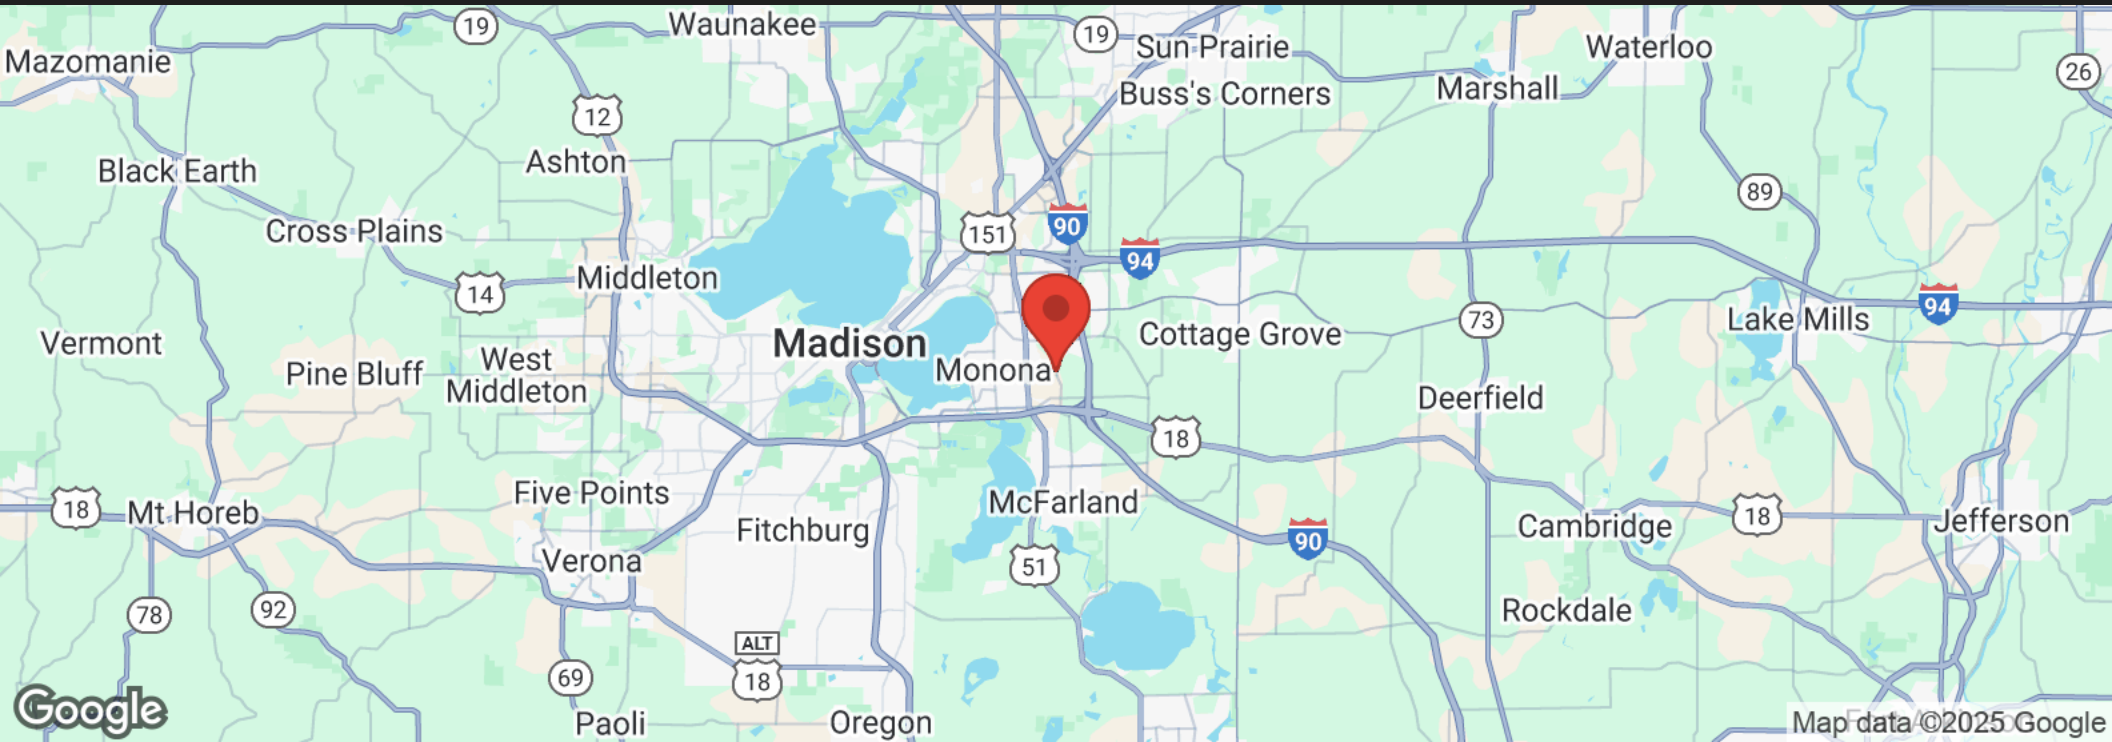 19
Waunakee
19
Sun Prairie
Waterloo
Mazomanie
26
Marshall
Buss's Corners
12
Ashton
Black Earth
89
Cross Plains
151
90
94
Middleton
14
94
Vermont
Madison
Cottage Grove
73
Lake Mills
Pine Bluff
West
Middleton
Monona
Deerfield
18
Five Points
McFarland
18
Mt Horeb
18
Fitchburg
Cambridge
Jefferson
90
Verona
51
78
92
Rockdale
ALT
18
69
Google
Paoli
Oregon
Map data ©2025 Google